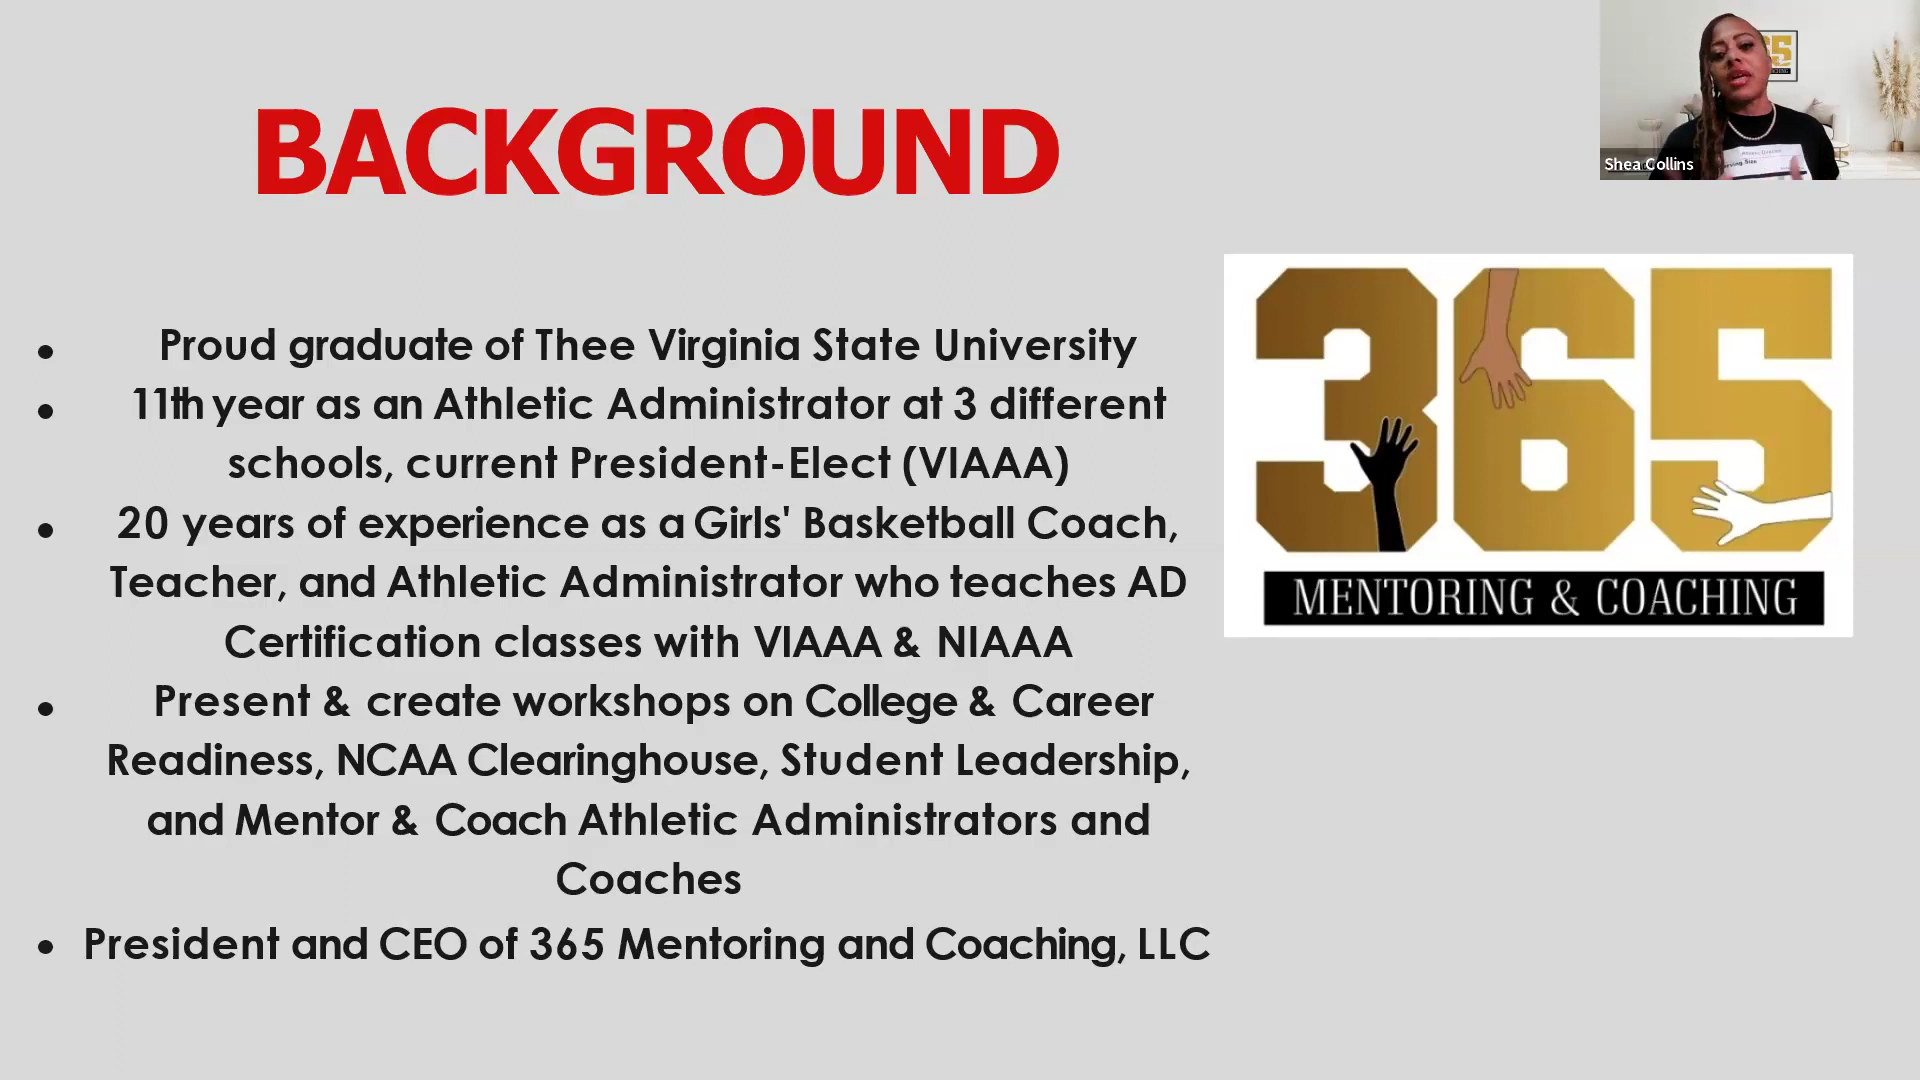 BACKGROUND
Shea Collins
• Proud graduate of Thee Virginia State University
• 11th year as an Athletic Administrator at 3 different
schools, current President-Elect (VIAAA)
• 20 years of experience as a Girls' Basketball Coach,
Teacher, and Athletic Administrator who teaches AD
Certification classes with VIAAA & NIAAA
• Present & create workshops on College & Career
Readiness, NCAA Clearinghouse, Student Leadership,
and Mentor & Coach Athletic Administrators and
Coaches
• President and CEO of 365 Mentoring and Coaching, LLC
365
MENTORING & COACHING